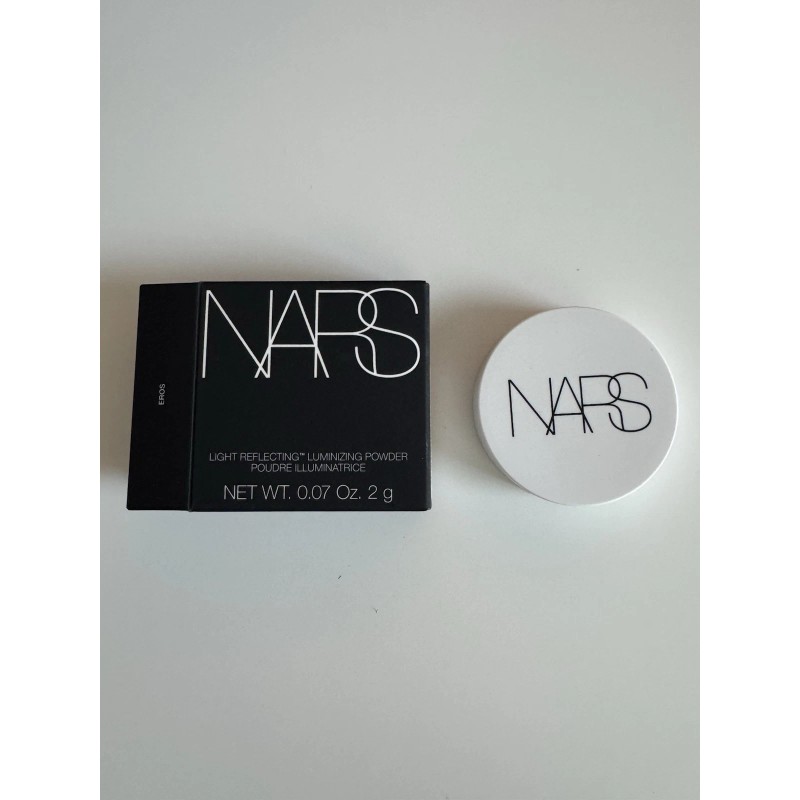 EROS
NARS
LIGHT REFLECTING™ LUMINIZING POWDER
POUDRE ILLUMINATRICE
NET WT. 0.07 Oz. 2 g
NARS